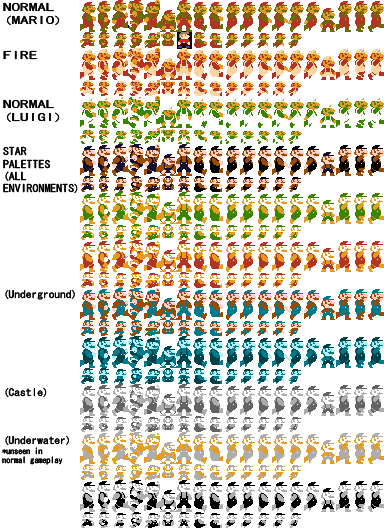 NORMAL
(MARIO)
FIRE
NORMAL
(LUIGI)
STAR
PALETTES
(ALL
ENVIRONMENTS)
(Underground)
(Castle)
(Underwater)
*unseen in
normal gameplay